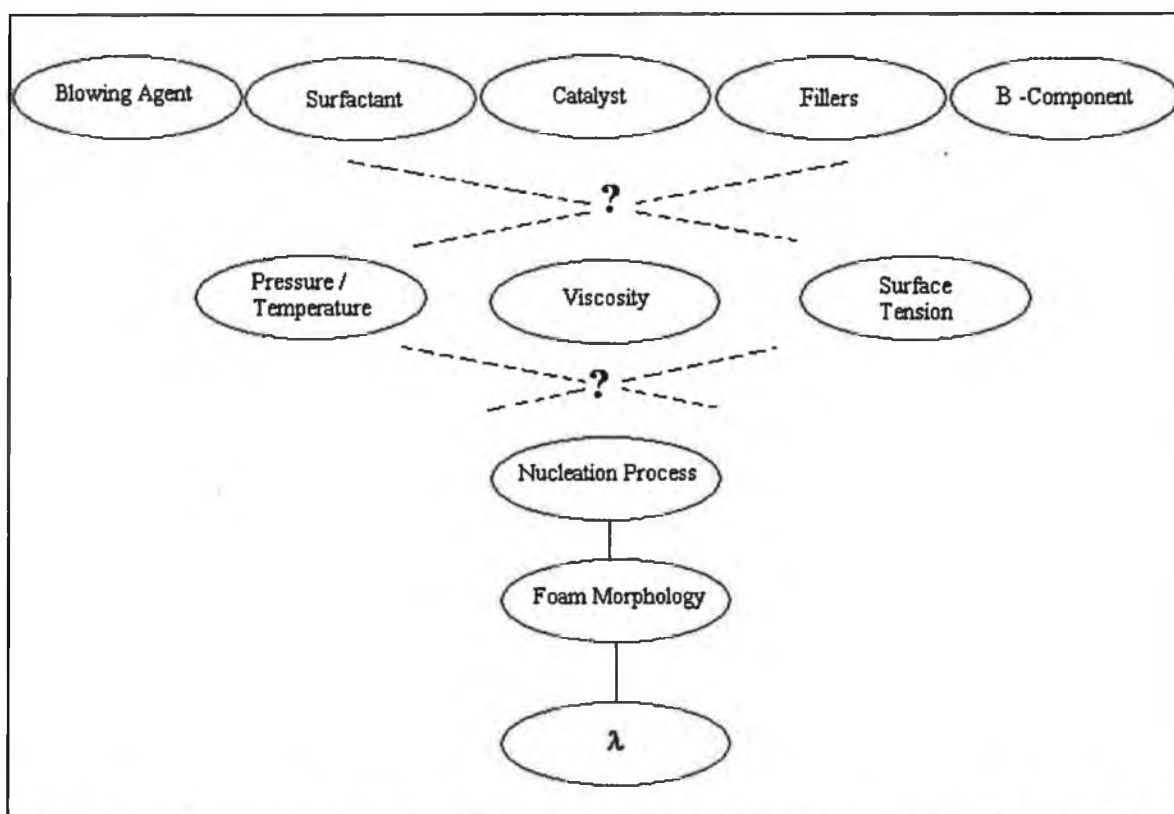 Blowing Agent
Surfactant
Catalyst
Fillers
B -Component
?
Pressure /
Temperature
Viscosity
Surface
Tension
?
Nucleation Process
Foam Morphology
λ